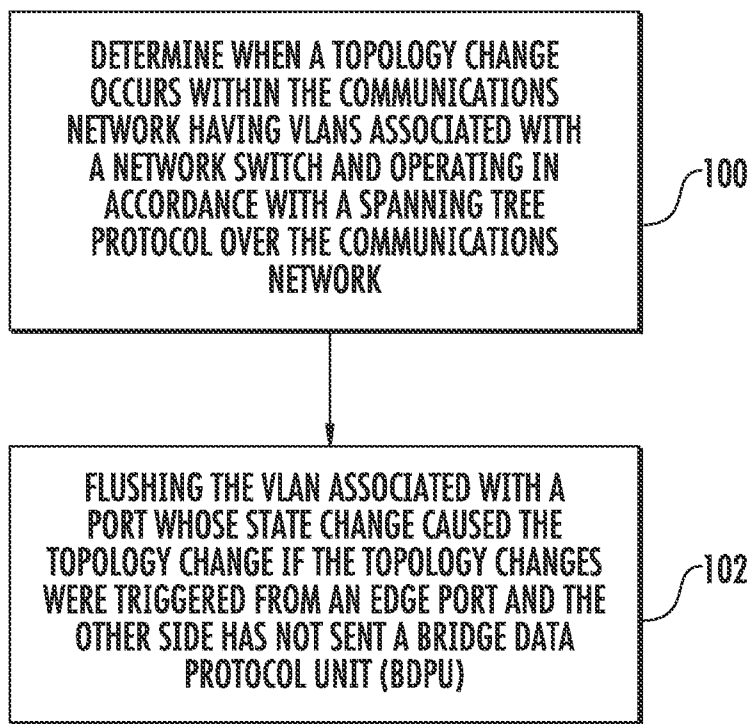 DETERMINE WHEN A TOPOLOGY CHANGE
OCCURS WITHIN THE COMMUNICATIONS
NETWORK HAVING VLANS ASSOCIATED WITH
A NETWORK SWITCH AND OPERATING IN
ACCORDANCE WITH A SPANNING TREE
PROTOCOL OVER THE COMMUNICATIONS
NETWORK
100
FLUSHING THE VLAN ASSOCIATED WITH A
PORT WHOSE STATE CHANGE CAUSED THE
TOPOLOGY CHANGE IF THE TOPOLOGY CHANGES
WERE TRIGGERED FROM AN EDGE PORT AND THE
OTHER SIDE HAS NOT SENT A BRIDGE DATA
PROTOCOL UNIT (BDPU)
102